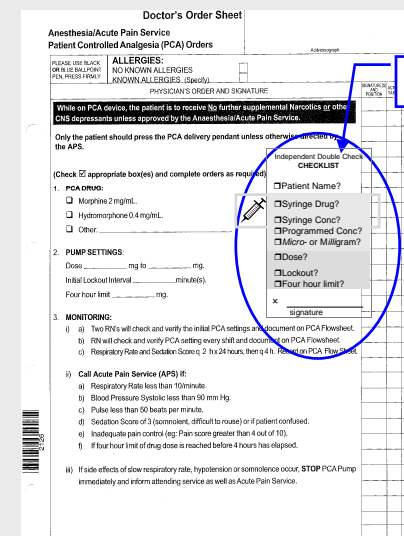 Doctor's Order Sheet
Anesthesia/Acute Pain Service
Patient Controlled Analgesia (PCA) Orders
Addressograph
PLEASE USE BLACK
OR BLUE BALLPOINT
PEN, PRESS FIRMLY
ALLERGIES:
NO KNOWN ALLERGIES
KNOWN ALLERGIES (Specify)
PHYSICIAN'S ORDER AND SIGNATURE
SIGNATURE(S)
AND
POSITION
While on PCA device, the patient is to receive No further supplemental Narcotics or other
CNS depressants unless approved by the Anaesthesia/Acute Pain Service.
Only the patient should press the PCA delivery pendant unless otherwise directed by
the APS.
(Check ☑ appropriate box(es) and complete orders as required)
1. PCA DRUG:
☐ Morphine 2 mg/mL.
☐ Hydromorphone 0.4 mg/mL.
☐ Other:
2. PUMP SETTINGS:
Dose mg to mg.
Initial Lockout Interval minute(s).
Four hour limit mg.
Independent Double Check
CHECKLIST
☐Patient Name?
☐Syringe Drug?
☐Syringe Conc?
☐Programmed Conc?
☐Micro- or Milligram?
☐Dose?
☐Lockout?
☐Four hour limit?
x
signature
3. MONITORING:
i) a) Two RN's will check and verify the initial PCA settings and document on PCA Flowsheet.
b) RN will check and verify PCA setting every shift and document on PCA Flowsheet.
c) Respiratory Rate and Sedation Score q 2 h x 24 hours, then q 4 h. Record on PCA Flow Sheet.
ii) Call Acute Pain Service (APS) if:
a) Respiratory Rate less than 10/minute.
b) Blood Pressure Systolic less than 90 mm Hg.
c) Pulse less than 50 beats per minute.
d) Sedation Score of 3 (somnolent, difficult to rouse) or if patient confused.
e) Inadequate pain control (eg: Pain score greater than 4 out of 10).
f) If four hour limit of drug dose is reached before 4 hours has elapsed.
iii) If side effects of slow respiratory rate, hypotension or somnolence occur, STOP PCA Pump
immediately and inform attending service as well as Acute Pain Service.